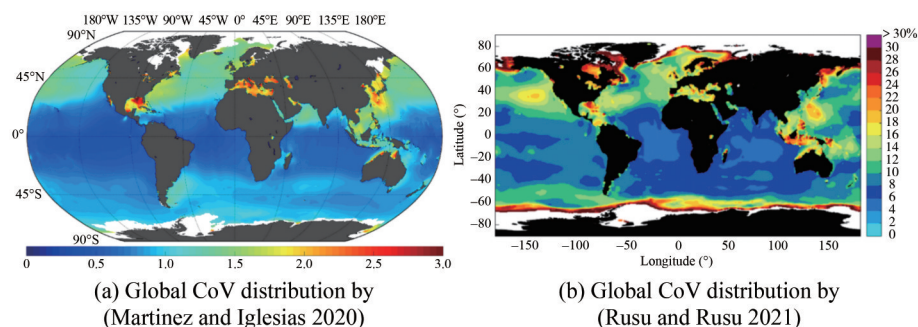 180°W 135°W 90°W 45°W 0° 45°E 90°E 135°E 180°E
90°N
45°N
0°
45°S
90°S
0 0.5 1.0 1.5 2.0 2.5 3.0
(a) Global CoV distribution by
(Martinez and Iglesias 2020)
> 30%
30
28
26
24
22
20
18
16
14
12
10
8
6
4
2
0
80
60
40
20
0
−20
−40
−60
−80
Latitude (°)
−150 −100 −50 0 50 100 150
Longitude (°)
(b) Global CoV distribution by
(Rusu and Rusu 2021)